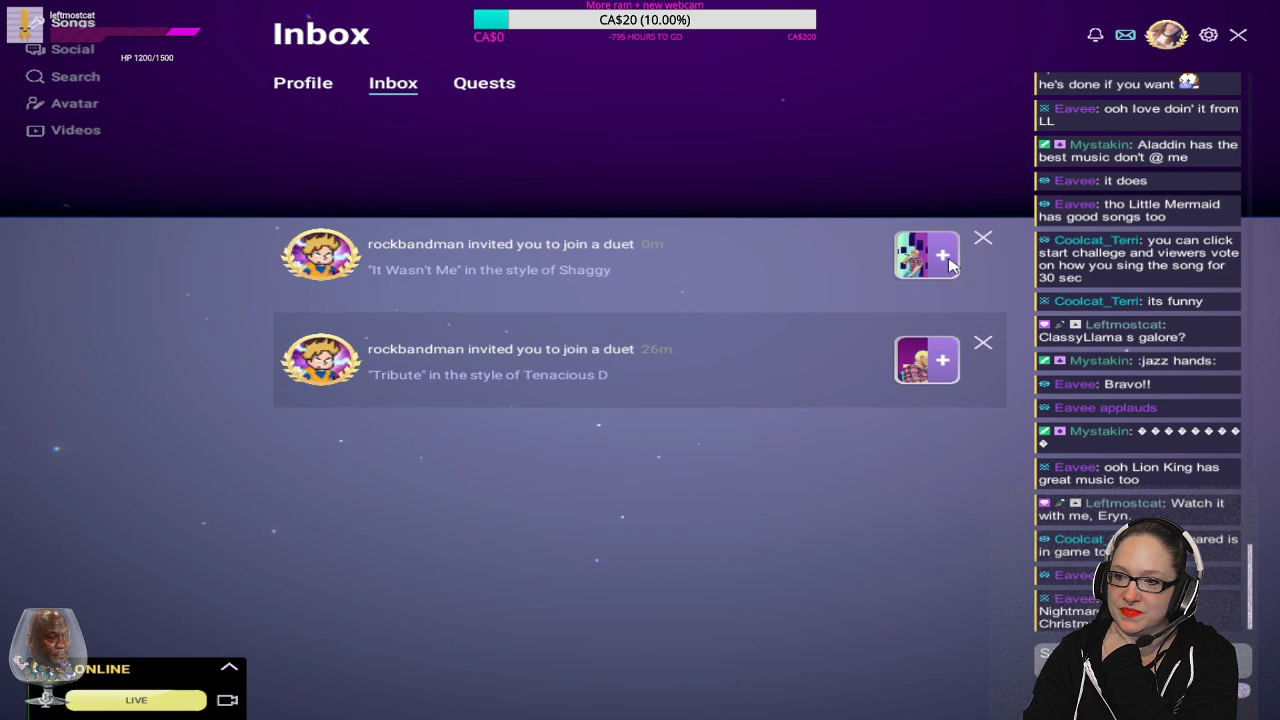 More ram + new webcam
CA$20 (10.00%)
CA$0
-795 HOURS TO GO
CA$200
leftmostcat
Songs
HP 1200/1500
Social
Search
Avatar
Videos
Inbox
Profile
Inbox
Quests
rockbandman invited you to join a duet 0m
"It Wasn't Me" in the style of Shaggy
rockbandman invited you to join a duet 26m
"Tribute" in the style of Tenacious D
he's done if you want
Eavee: ooh love doin' it from
LL
Mystakin: Aladdin has the
best music don't @ me
Eavee: it does
Eavee: tho Little Mermaid
has good songs too
Coolcat_Terri: you can click
start challege and viewers vote
on how you sing the song for
30 sec
Coolcat_Terri: its funny
Leftmostcat:
ClassyLlama s galore?
Mystakin: :jazz hands:
Eavee: Bravo!!
Eavee applauds
Mystakin: � � � � � � � �
�
Eavee: ooh Lion King has
great music too
Leftmostcat: Watch it
with me, Eryn.
Coolcat
is
in game
Eavee
Eavee
Nightmar
Christm
ONLINE
LIVE